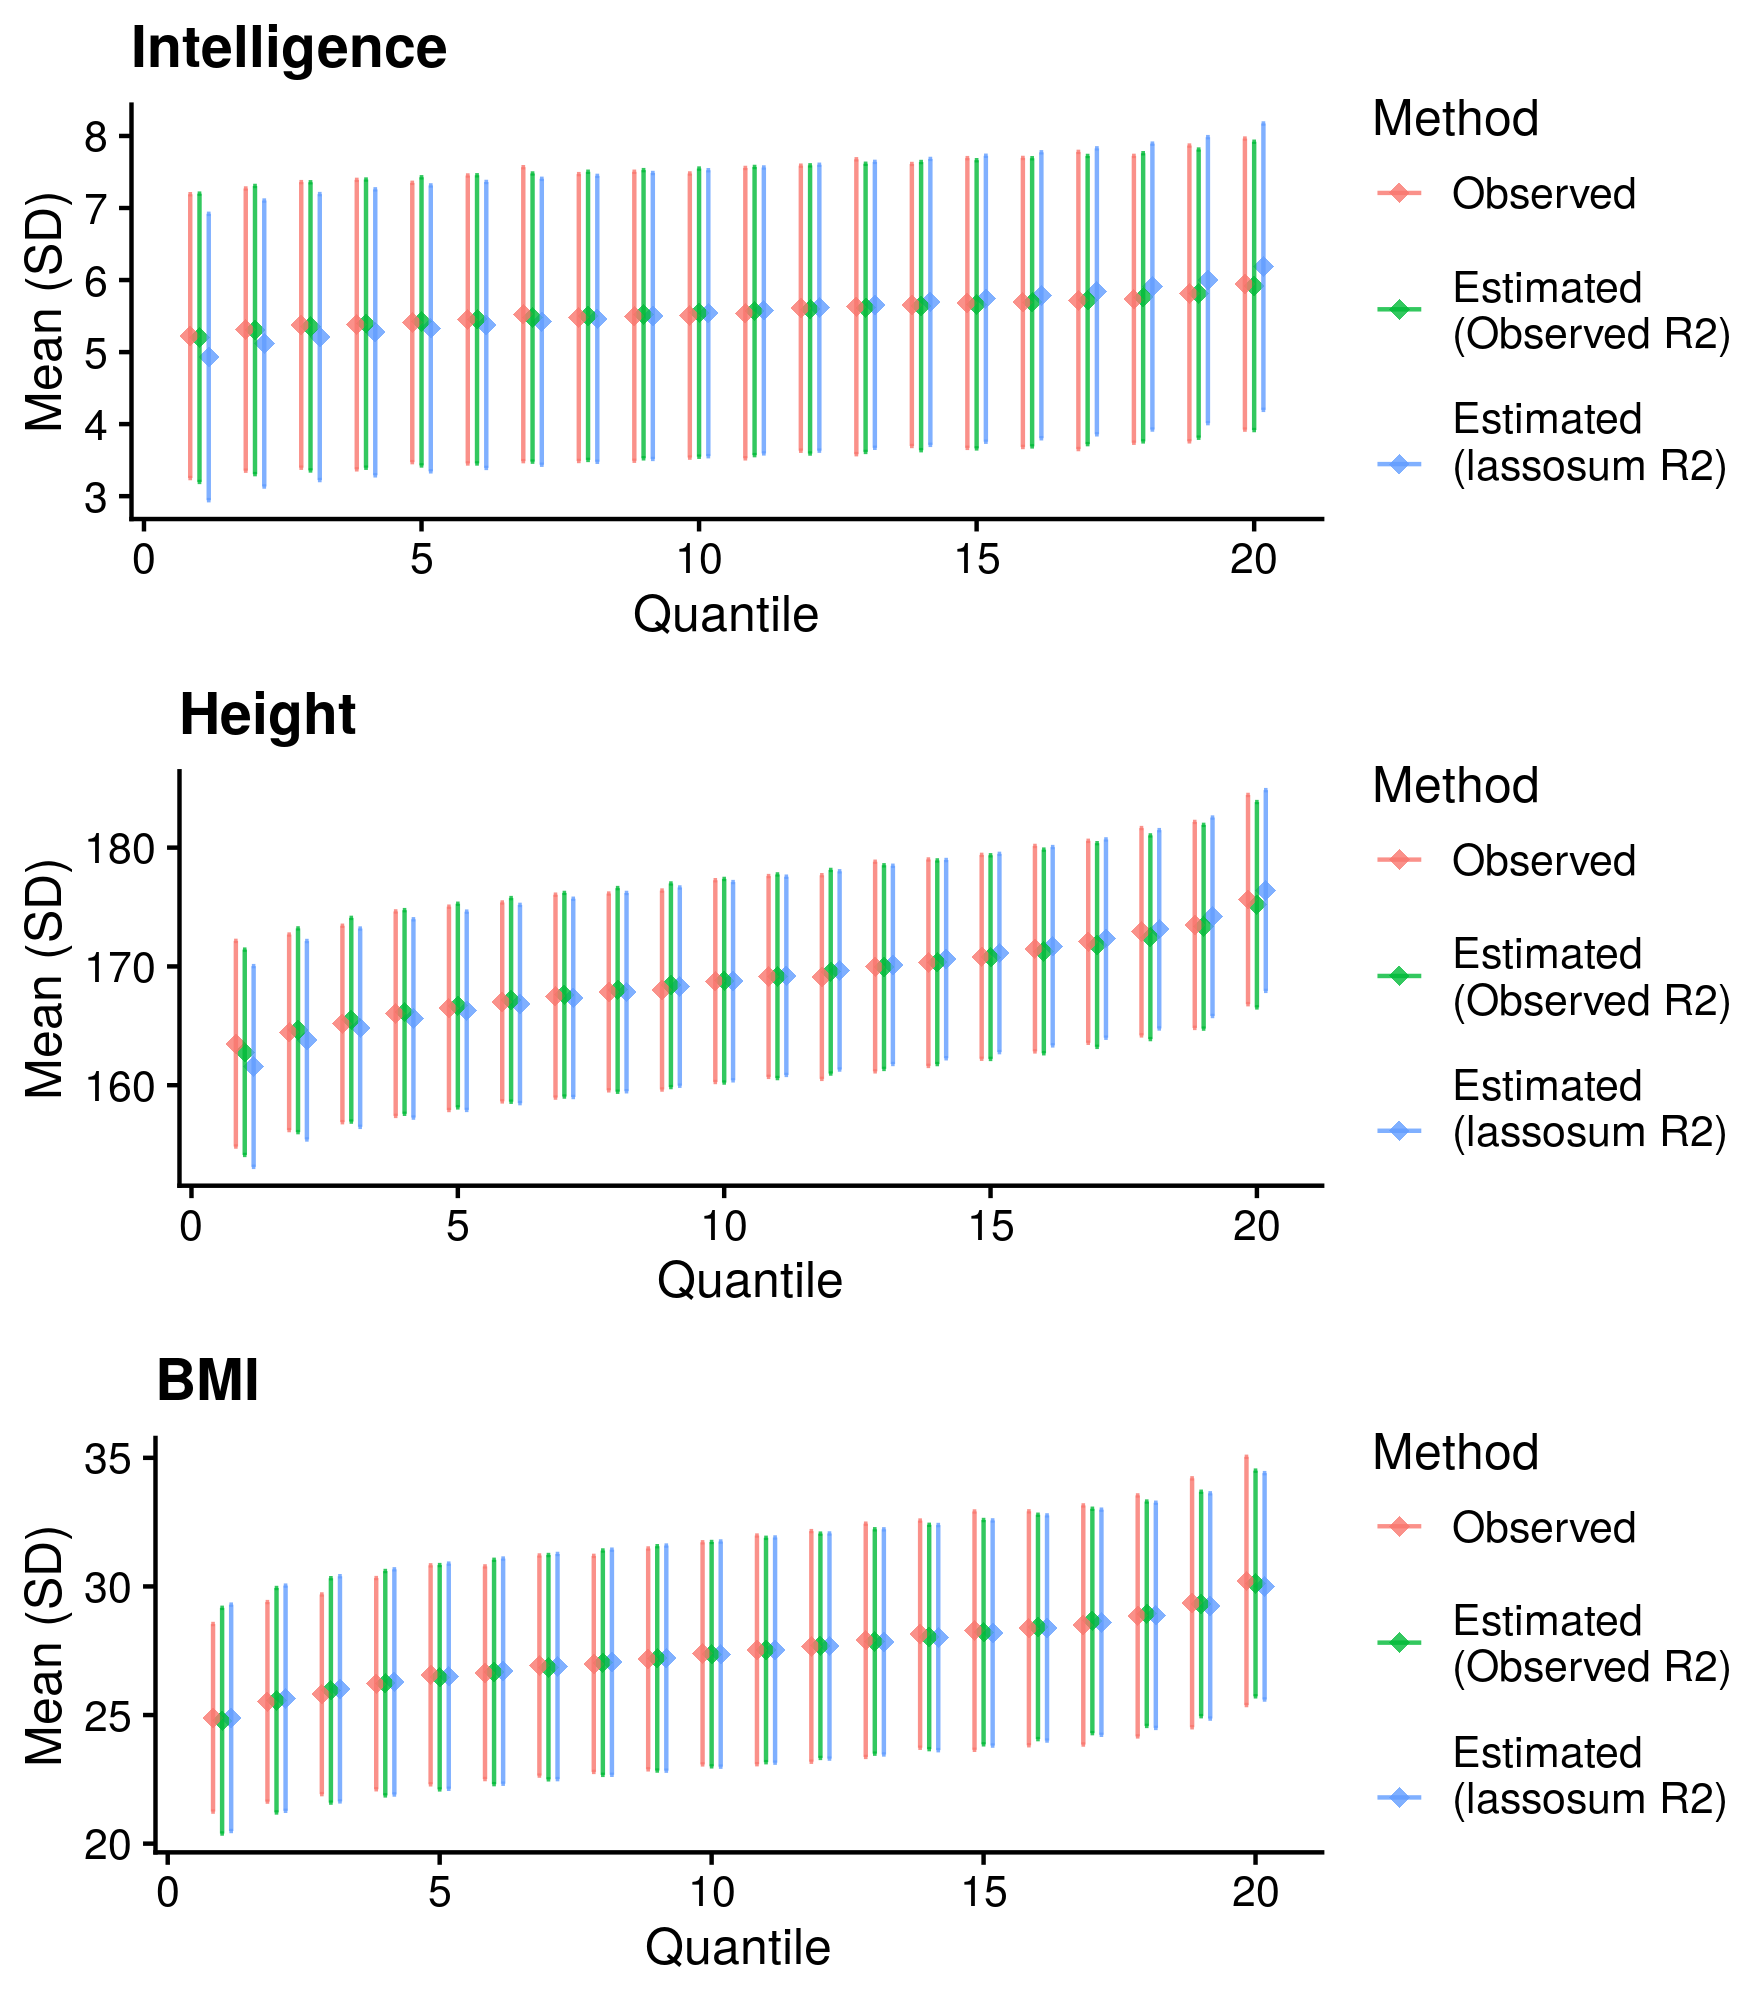 Intelligence
Mean (SD)
8
7
6
5
4
3
0 5 10 15 20
Quantile
Method
Observed
Estimated
(Observed R2)
Estimated
(lassosum R2)
Height
Mean (SD)
180
170
160
0 5 10 15 20
Quantile
Method
Observed
Estimated
(Observed R2)
Estimated
(lassosum R2)
BMI
Mean (SD)
35
30
25
20
0 5 10 15 20
Quantile
Method
Observed
Estimated
(Observed R2)
Estimated
(lassosum R2)